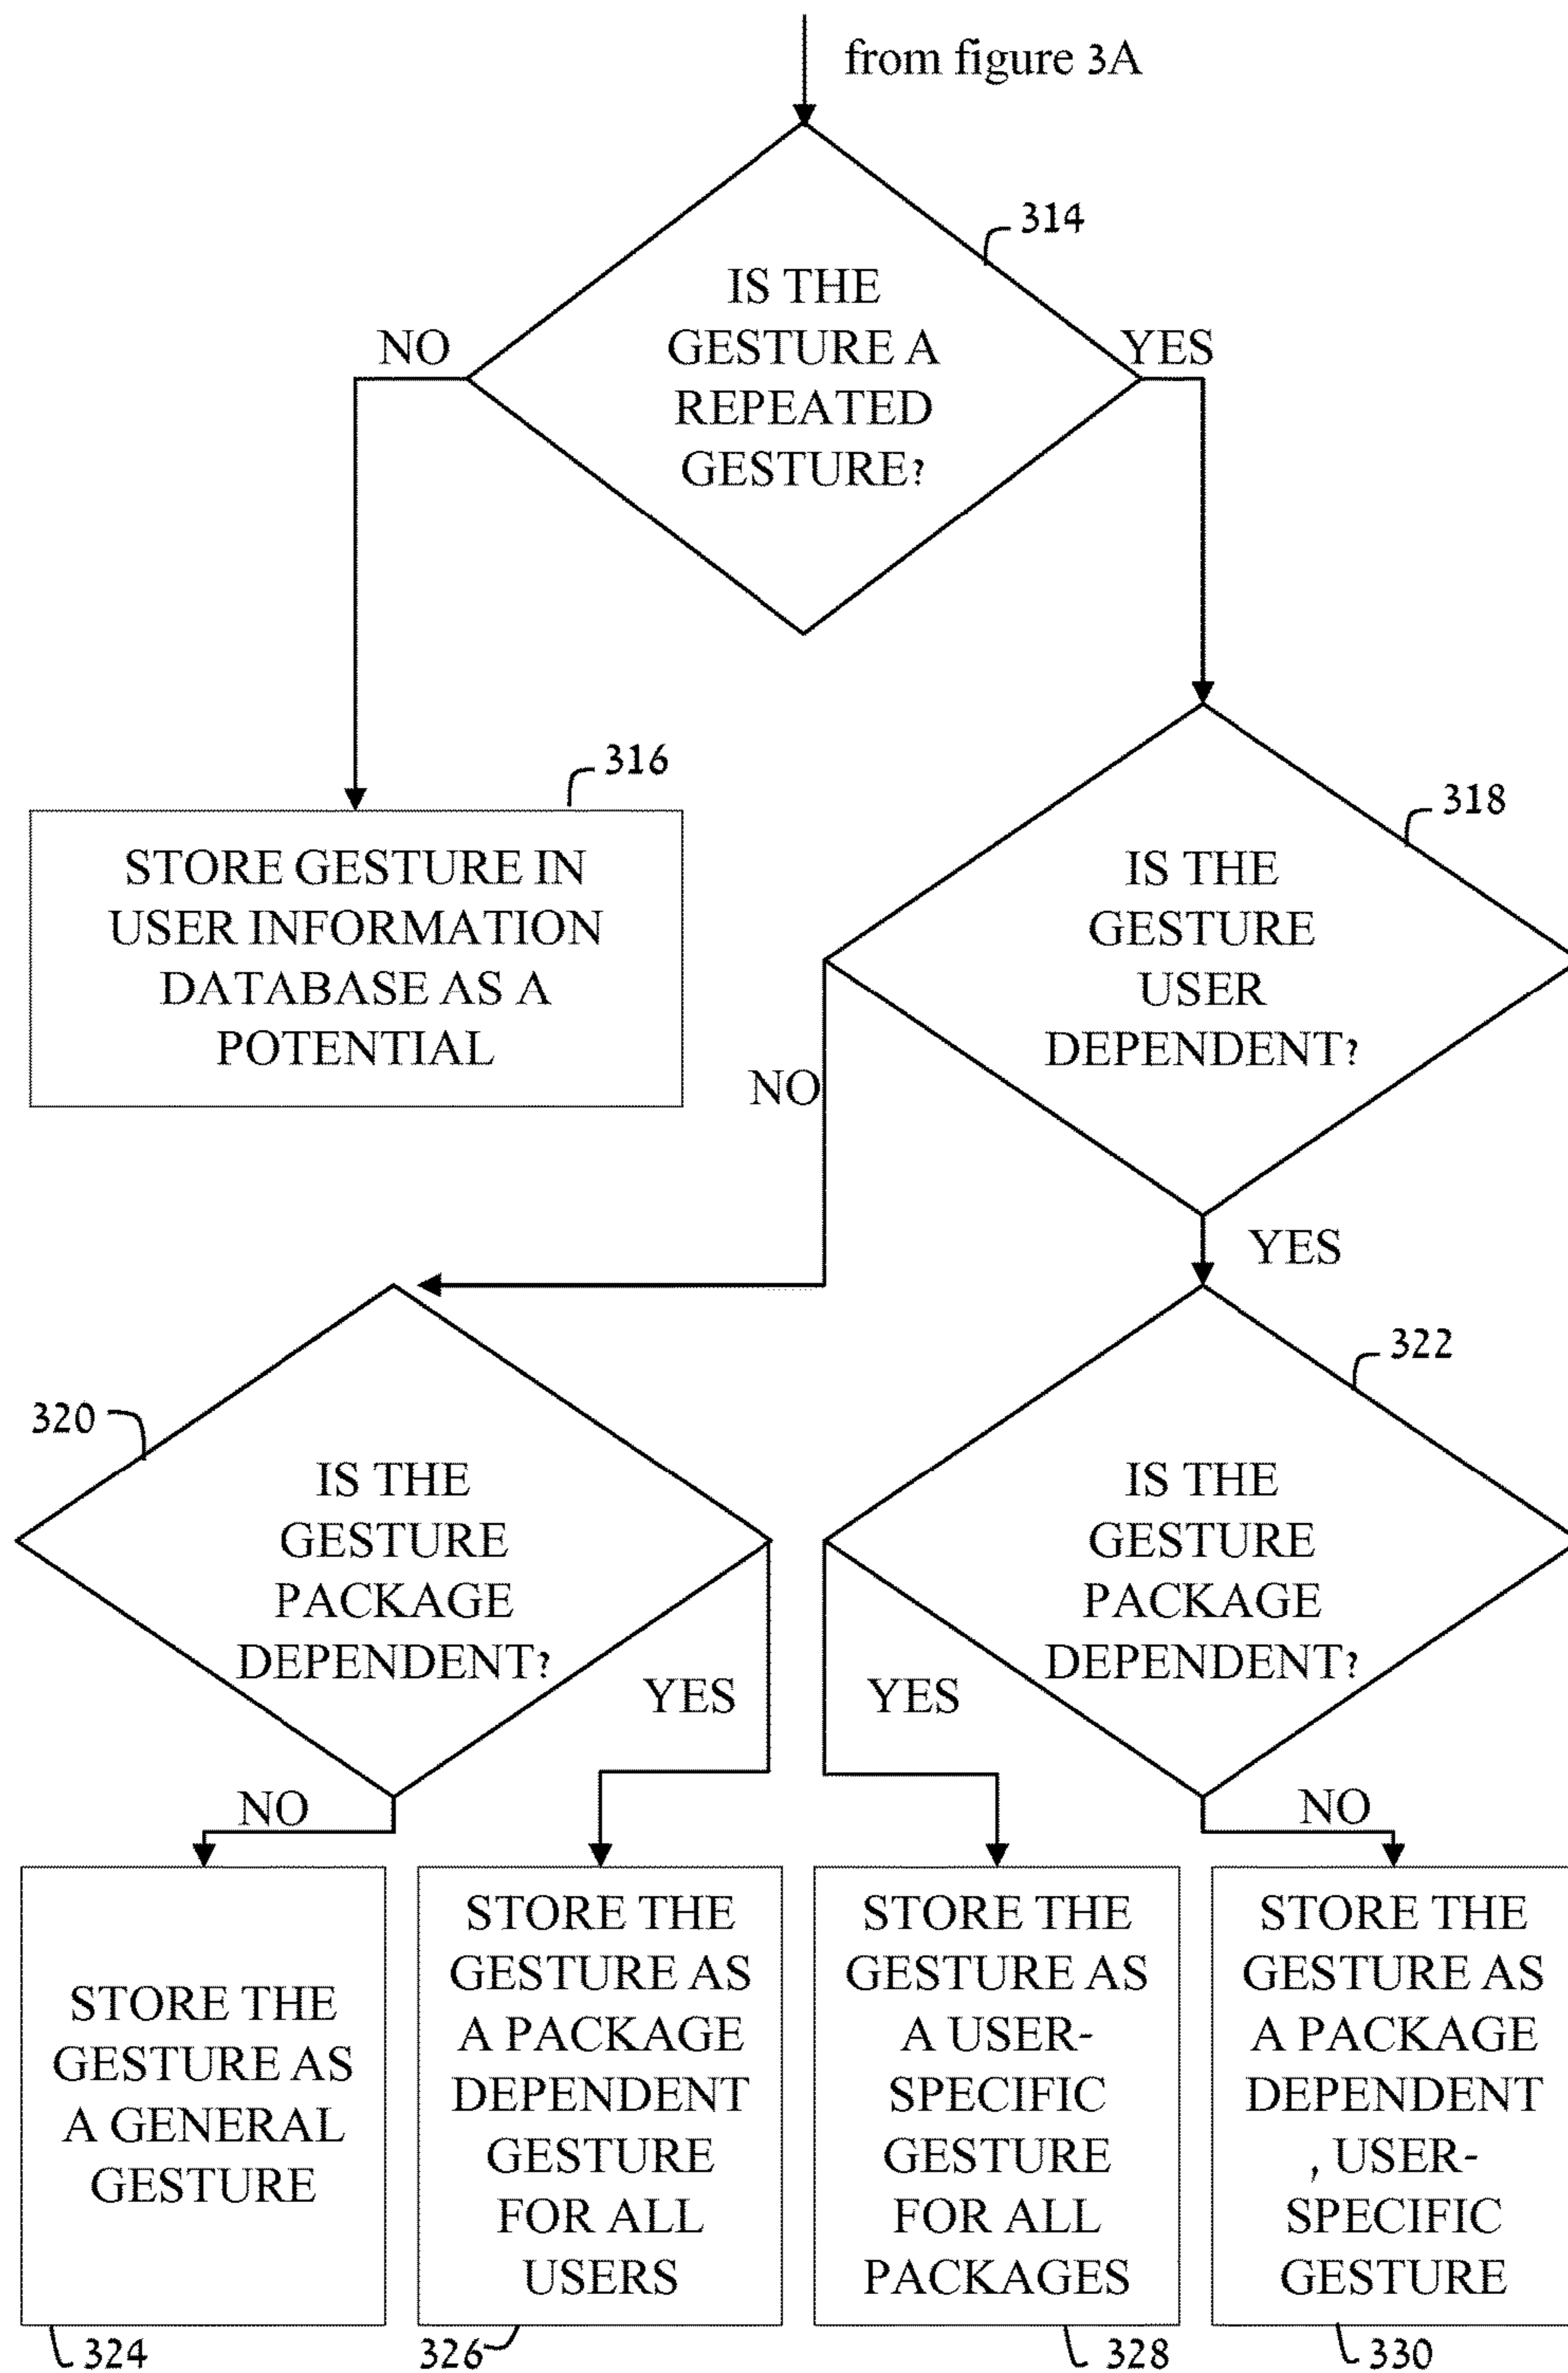 from figure 3A
314
IS THE
GESTURE A
REPEATED
GESTURE?
NO
YES
316
STORE GESTURE IN
USER INFORMATION
DATABASE AS A
POTENTIAL
318
IS THE
GESTURE
USER
DEPENDENT?
NO
YES
320
IS THE
GESTURE
PACKAGE
DEPENDENT?
YES
NO
322
IS THE
GESTURE
PACKAGE
DEPENDENT?
YES
NO
STORE THE
GESTURE AS
A GENERAL
GESTURE
324
STORE THE
GESTURE AS
A PACKAGE
DEPENDENT
GESTURE
FOR ALL
USERS
326
STORE THE
GESTURE AS
A USER-
SPECIFIC
GESTURE
FOR ALL
PACKAGES
328
STORE THE
GESTURE AS
A PACKAGE
DEPENDENT
, USER-
SPECIFIC
GESTURE
330